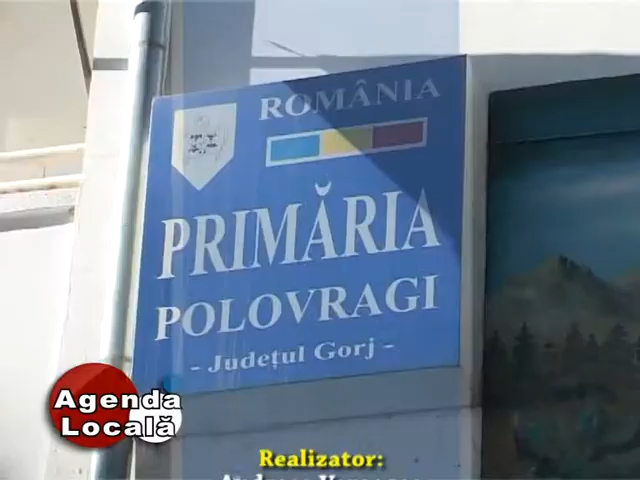 ROMÂNIA
PRIMĂRIA
POLOVRAGI
- Județul Gorj -
Agenda
Locală
Realizator: